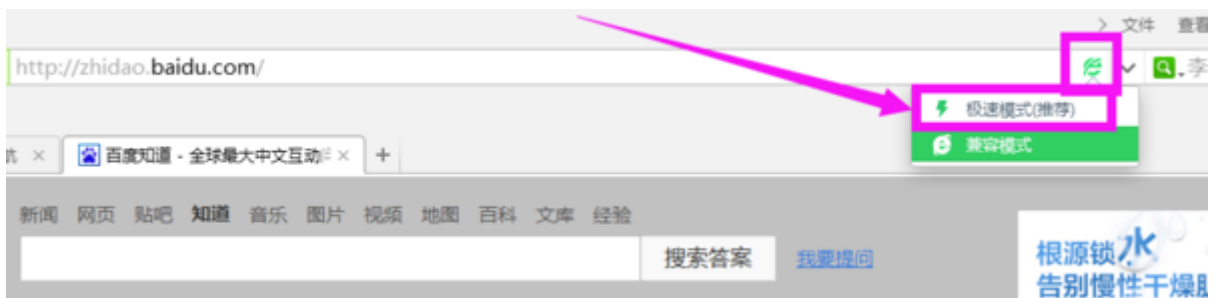 > 文件 查看
http://zhidao.baidu.com/
李
极速模式(推荐)
兼容模式
百度知道 - 全球最大中文互动
新闻 网页 贴吧 知道 音乐 图片 视频 地图 百科 文库 经验
搜索答案 我要提问
根源锁水
告别慢性干燥肌